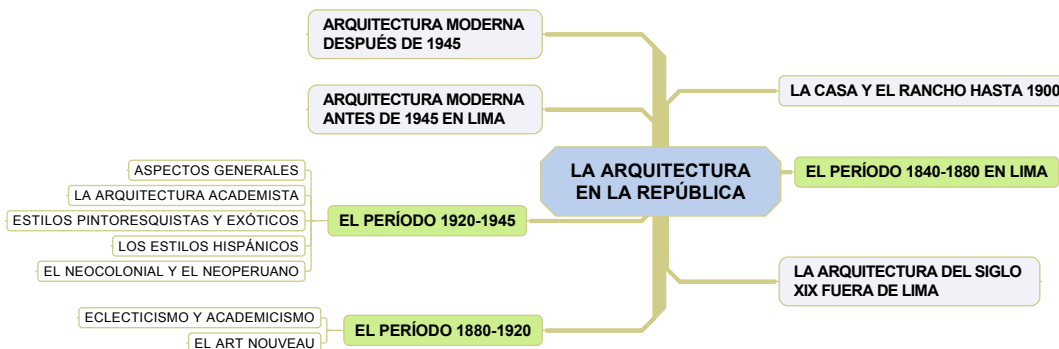 LA ARQUITECTURA
EN LA REPÚBLICA
LA CASA Y EL RANCHO HASTA 1900
EL PERÍODO 1840-1880 EN LIMA
LA ARQUITECTURA DEL SIGLO
XIX FUERA DE LIMA
EL PERÍODO 1880-1920
ECLECTICISMO Y ACADEMICISMO
EL ART NOUVEAU
EL PERÍODO 1920-1945
ASPECTOS GENERALES
LA ARQUITECTURA ACADEMISTA
ESTILOS PINTORESQUISTAS Y EXÓTICOS
LOS ESTILOS HISPÁNICOS
EL NEOCOLONIAL Y EL NEOPERUANO
ARQUITECTURA MODERNA
ANTES DE 1945 EN LIMA
ARQUITECTURA MODERNA
DESPUÉS DE 1945